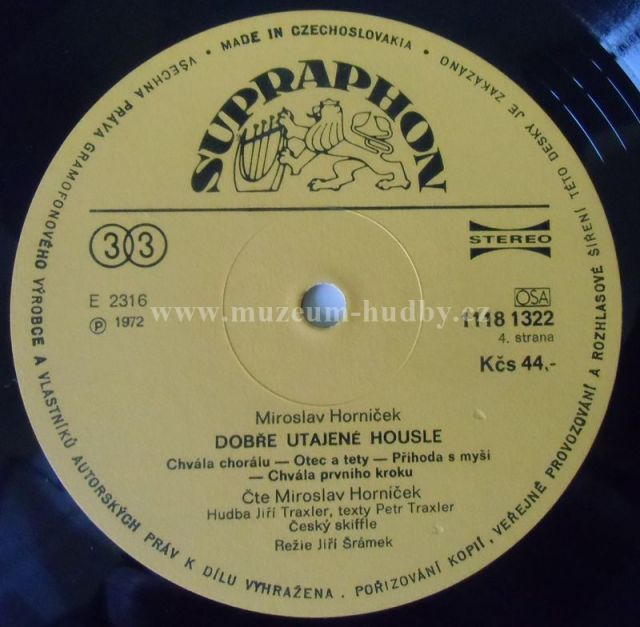 VŠECHNA PRÁVA GRAMOFONOVÉHO VÝROBCE A VLASTNÍKŮ AUTORSKÝCH PRÁV K DÍLU VYHRAŽENA . POŘIZOVÁNÍ KOPIÍ, VEŘEJNÉ PROVOZOVÁNÍ A ROZHLASOVÉ ŠÍŘENÍ TÉTO DESKY JE ZAKÁZÁNO
• MADE IN CZECHOSLOVAKIA •
SUPRAPHON
33
STEREO
E 2316
OSA
www.muzeum-hudby.cz
Ⓟ 1972
1118 1322
4. strana
Kčs 44,-
Miroslav Horníček
DOBŘE UTAJENÉ HOUSLE
Chvála chorálu — Otec a tety — Příhoda s myší
— Chvála prvního kroku
Čte Miroslav Horníček
Hudba Jiří Traxler, texty Petr Traxler
Český skiffle
Režie Jiří Šrámek